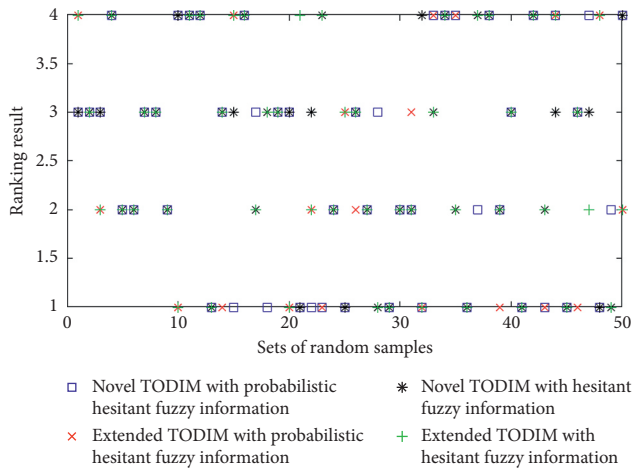 4
3.5
3
2.5
2
1.5
1
Ranking result
0
10
20
30
40
50
Sets of random samples
Novel TODIM with probabilistic
hesitant fuzzy information
Extended TODIM with probabilistic
hesitant fuzzy information
Novel TODIM with hesitant
fuzzy information
Extended TODIM with
hesitant fuzzy information